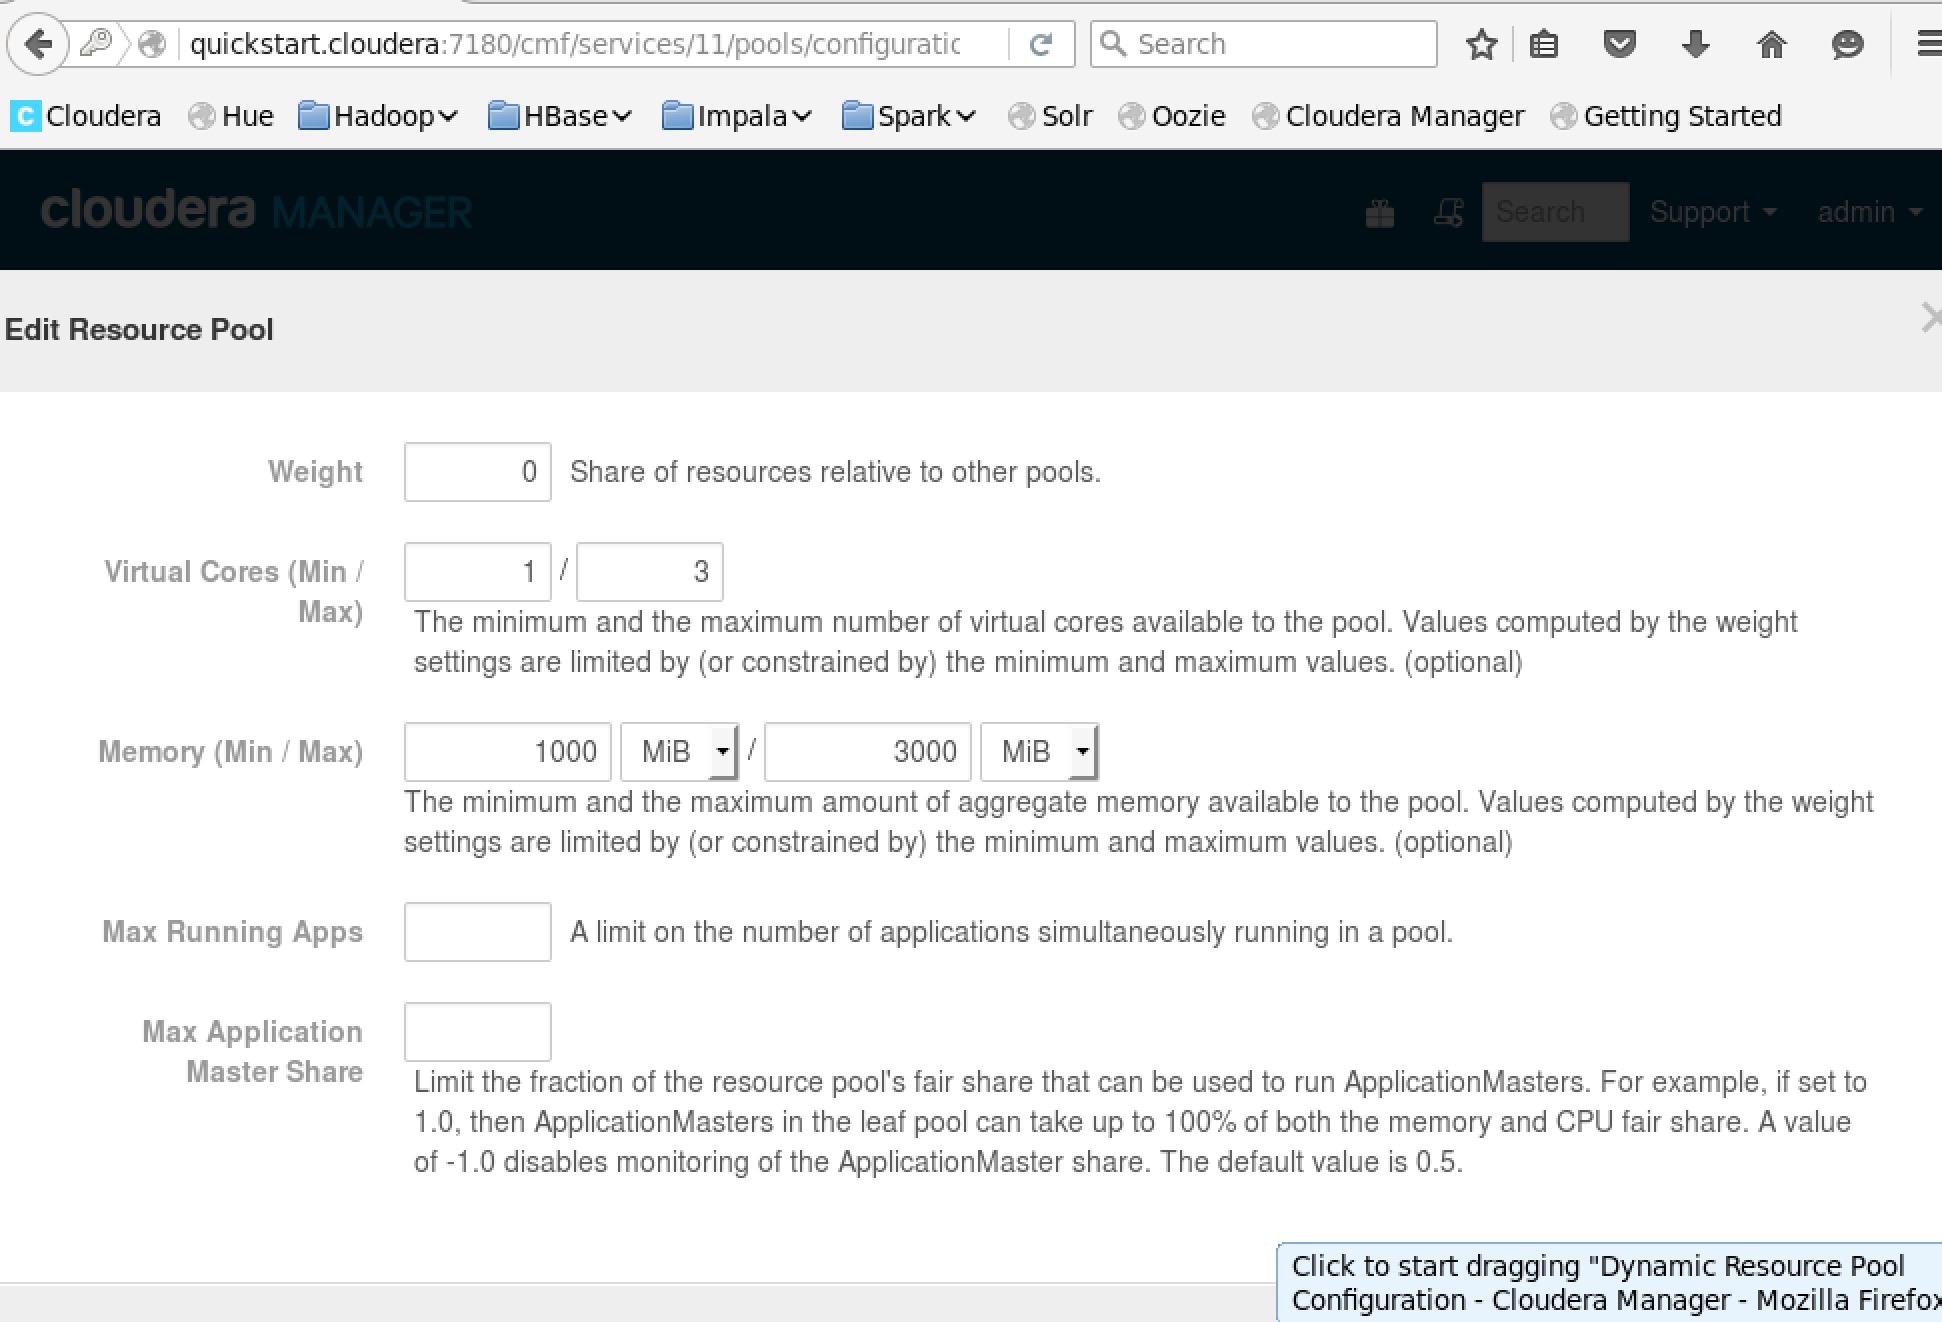 quickstart.cloudera:7180/cmf/services/11/pools/configuratic
Search
C Cloudera Hue Hadoop HBase Impala Spark Solr Oozie Cloudera Manager Getting Started
cloudera MANAGER Search Support admin
Edit Resource Pool
Weight 0 Share of resources relative to other pools.
Virtual Cores (Min / Max) 1 / 3
The minimum and the maximum number of virtual cores available to the pool. Values computed by the weight
settings are limited by (or constrained by) the minimum and maximum values. (optional)
Memory (Min / Max) 1000 MiB / 3000 MiB
The minimum and the maximum amount of aggregate memory available to the pool. Values computed by the weight
settings are limited by (or constrained by) the minimum and maximum values. (optional)
Max Running Apps A limit on the number of applications simultaneously running in a pool.
Max Application
Master Share
Limit the fraction of the resource pool's fair share that can be used to run ApplicationMasters. For example, if set to
1.0, then ApplicationMasters in the leaf pool can take up to 100% of both the memory and CPU fair share. A value
of -1.0 disables monitoring of the ApplicationMaster share. The default value is 0.5.
Click to start dragging "Dynamic Resource Pool
Configuration - Cloudera Manager - Mozilla Firefox